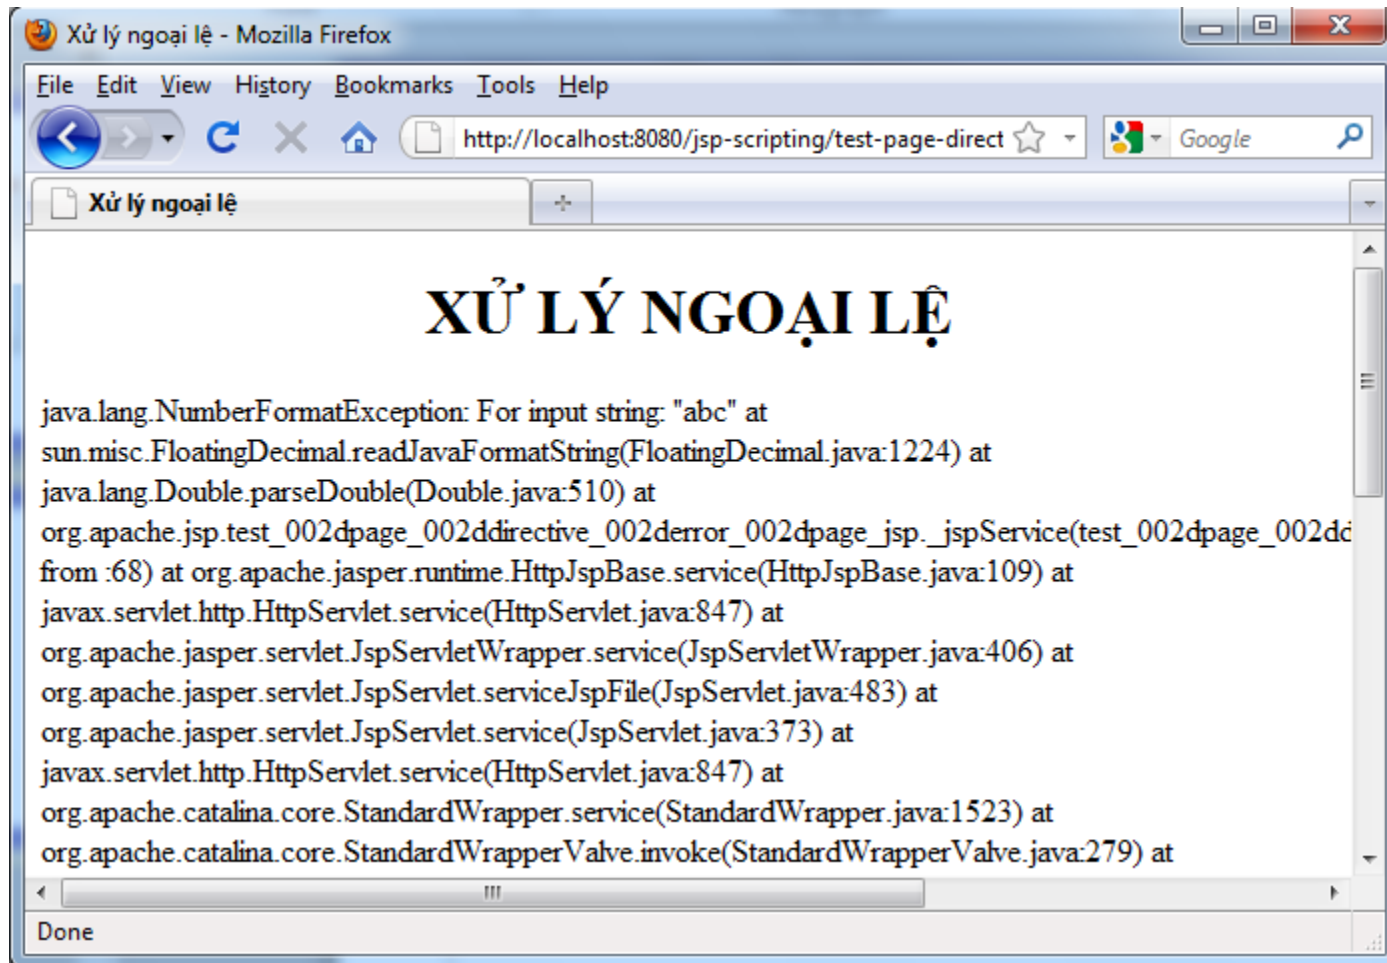 Xử lý ngoại lệ - Mozilla Firefox
File Edit View History Bookmarks Tools Help
http://localhost:8080/jsp-scripting/test-page-direct
Google
Xử lý ngoại lệ
XỬ LÝ NGOẠI LỆ
java.lang.NumberFormatException: For input string: "abc" at
sun.misc.FloatingDecimal.readJavaFormatString(FloatingDecimal.java:1224) at
java.lang.Double.parseDouble(Double.java:510) at
org.apache.jsp.test_002dpage_002ddirective_002derror_002dpage_jsp._jspService(test_002dpage_002dd
from :68) at org.apache.jasper.runtime.HttpJspBase.service(HttpJspBase.java:109) at
javax.servlet.http.HttpServlet.service(HttpServlet.java:847) at
org.apache.jasper.servlet.JspServletWrapper.service(JspServletWrapper.java:406) at
org.apache.jasper.servlet.JspServlet.serviceJspFile(JspServlet.java:483) at
org.apache.jasper.servlet.JspServlet.service(JspServlet.java:373) at
javax.servlet.http.HttpServlet.service(HttpServlet.java:847) at
org.apache.catalina.core.StandardWrapper.service(StandardWrapper.java:1523) at
org.apache.catalina.core.StandardWrapperValve.invoke(StandardWrapperValve.java:279) at
Done